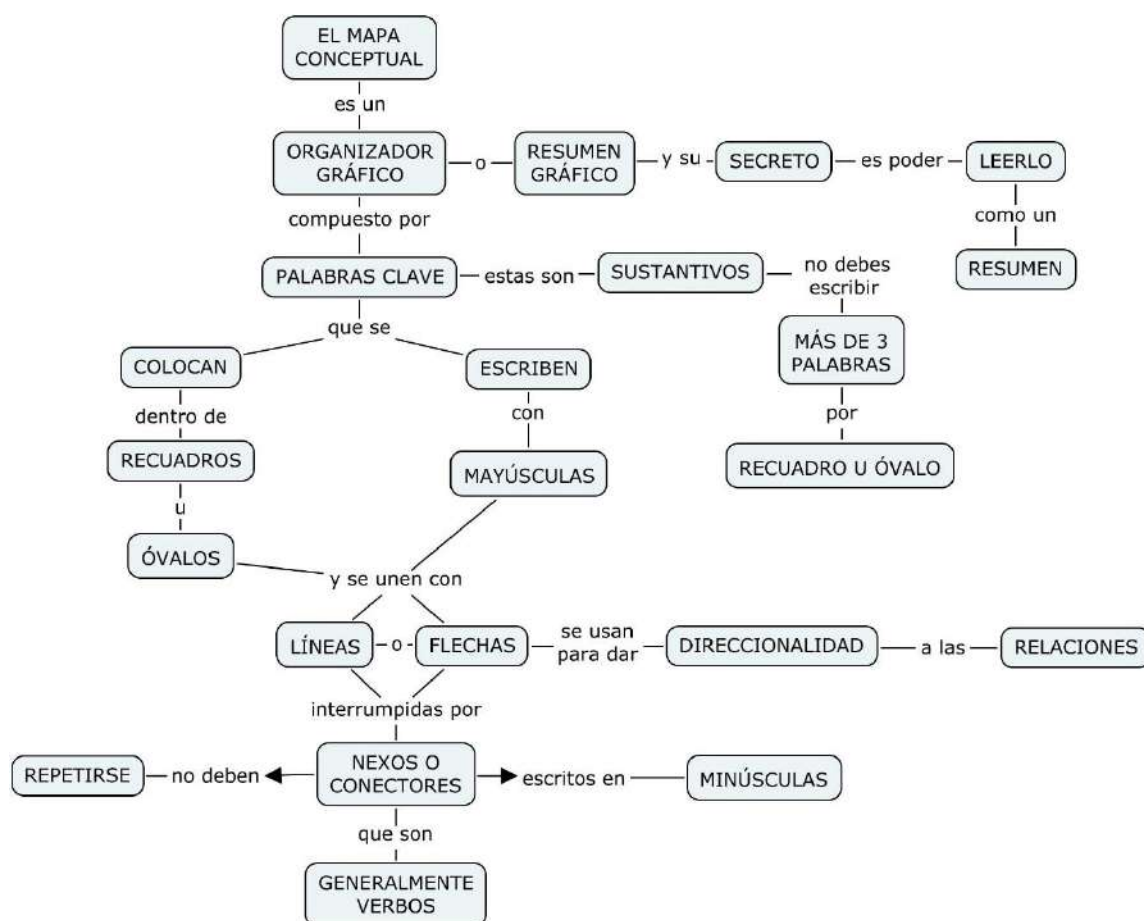 EL MAPA
CONCEPTUAL
es un
ORGANIZADOR
GRÁFICO
o
RESUMEN
GRÁFICO
y su
SECRETO
es poder
LEERLO
como un
RESUMEN
compuesto por
PALABRAS CLAVE
estas son
SUSTANTIVOS
no debes
escribir
MÁS DE 3
PALABRAS
por
RECUADRO U ÓVALO
que se
COLOCAN
dentro de
RECUADROS
u
ÓVALOS
ESCRIBEN
con
MAYÚSCULAS
y se unen con
LÍNEAS
o
FLECHAS
se usan
para dar
DIRECCIONALIDAD
a las
RELACIONES
interrumpidas por
NEXOS O
CONECTORES
no deben
REPETIRSE
escritos en
MINÚSCULAS
que son
GENERALMENTE
VERBOS